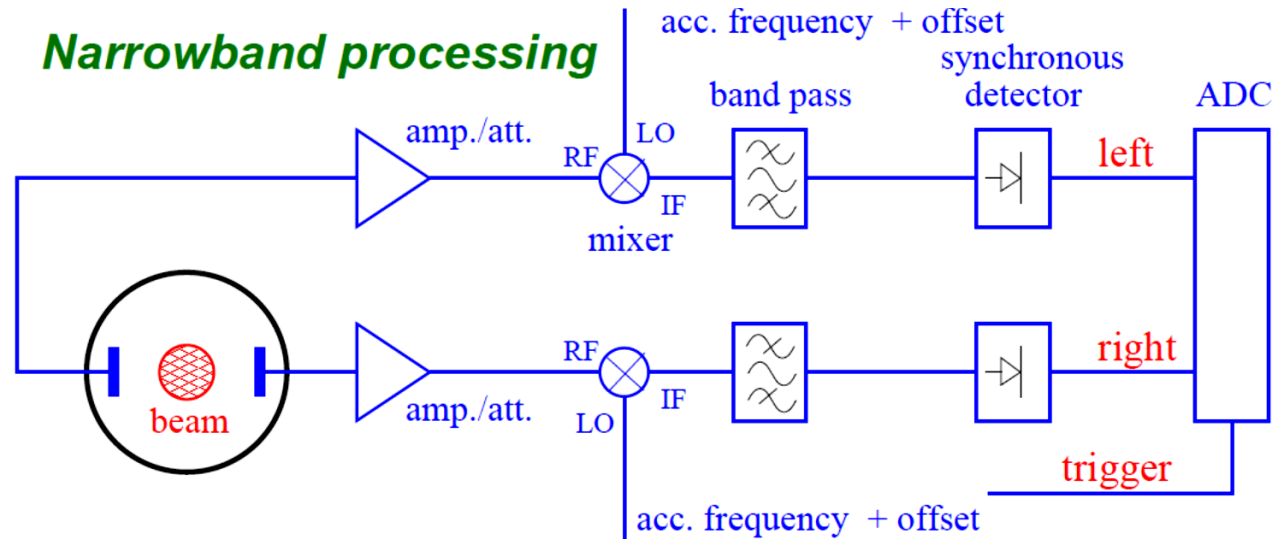 Narrowband processing
acc. frequency + offset
synchronous
detector
band pass
ADC
amp./att.
LO
RF
IF
mixer
left
beam
amp./att.
RF
LO
IF
right
trigger
acc. frequency + offset